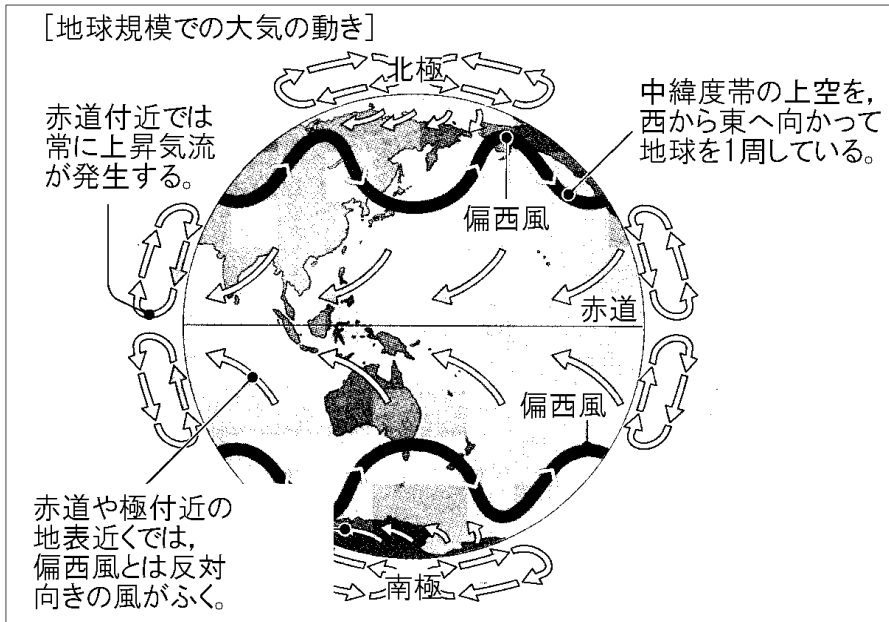 [地球規模での大気の動き]
北極
赤道付近では
常に上昇気流
が発生する。
中緯度帯の上空を,
西から東へ向かって
地球を1周している。
偏西風
赤道
偏西風
赤道や極付近の
地表近くでは,
偏西風とは反対
向きの風がふく。
南極